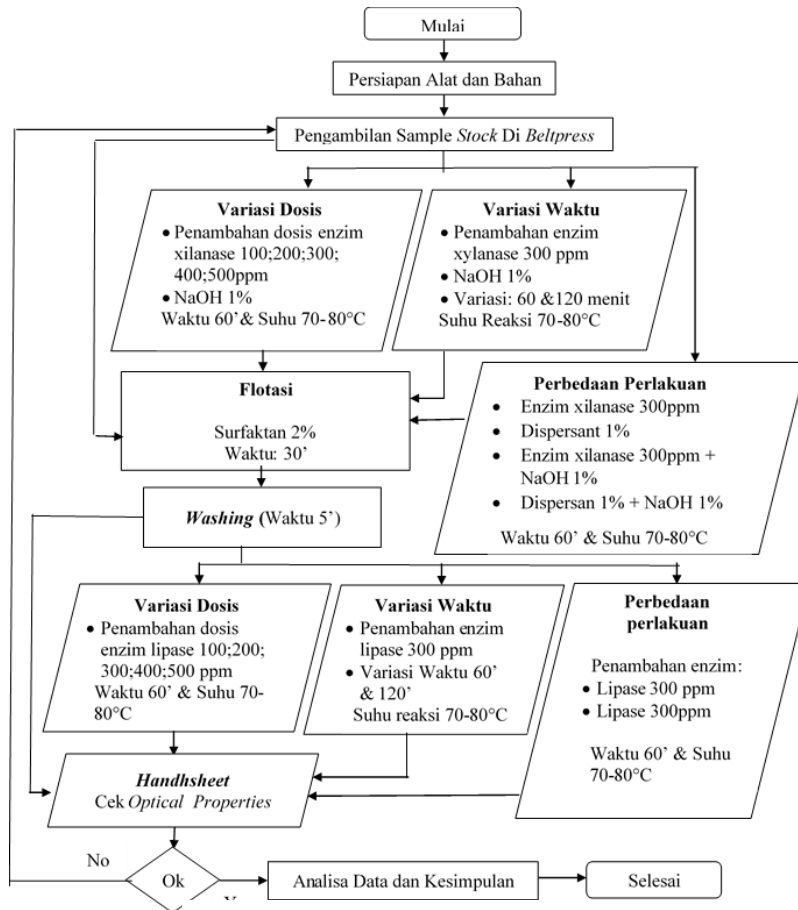 Mulai
Persiapan Alat dan Bahan
Pengambilan Sample Stock Di Beltpress
Variasi Dosis
• Penambahan dosis enzim
xilanase 100;200;300;
400;500ppm
• NaOH 1%
Waktu 60' & Suhu 70-80°C
Variasi Waktu
• Penambahan enzim
xylanase 300 ppm
• NaOH 1%
• Variasi: 60 &120 menit
Suhu Reaksi 70-80°C
Flotasi
Surfaktan 2%
Waktu: 30'
Perbedaan Perlakuan
• Enzim xilanase 300ppm
• Dispersant 1%
• Enzim xilanase 300ppm +
NaOH 1%
• Dispersan 1% + NaOH 1%
Waktu 60' & Suhu 70-80°C
Washing (Waktu 5')
Variasi Dosis
• Penambahan dosis
enzim lipase 100;200;
300;400;500 ppm
Waktu 60' & Suhu 70-
80°C
Variasi Waktu
• Penambahan enzim
lipase 300 ppm
• Variasi Waktu 60'
& 120'
Suhu reaksi 70-80°C
Perbedaan
perlakuan
Penambahan enzim:
• Lipase 300 ppm
• Lipase 300ppm
Waktu 60' & Suhu
70-80°C
Handhsheet
Cek Optical Properties
No
Ok
Analisa Data dan Kesimpulan
Selesai